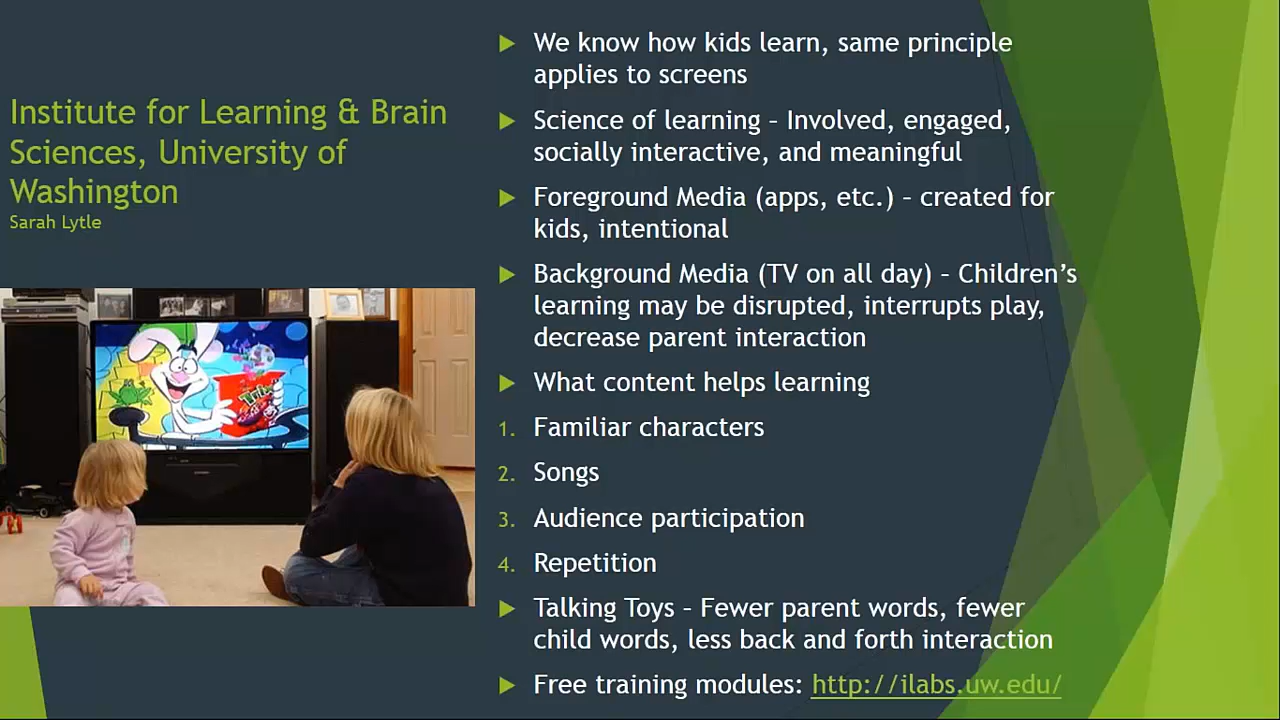 Institute for Learning & Brain
Sciences, University of
Washington
Sarah Lytle
Trix
▶ We know how kids learn, same principle
applies to screens
▶ Science of learning – Involved, engaged,
socially interactive, and meaningful
▶ Foreground Media (apps, etc.) – created for
kids, intentional
▶ Background Media (TV on all day) – Children’s
learning may be disrupted, interrupts play,
decrease parent interaction
▶ What content helps learning
1. Familiar characters
2. Songs
3. Audience participation
4. Repetition
▶ Talking Toys – Fewer parent words, fewer
child words, less back and forth interaction
▶ Free training modules: http://ilabs.uw.edu/